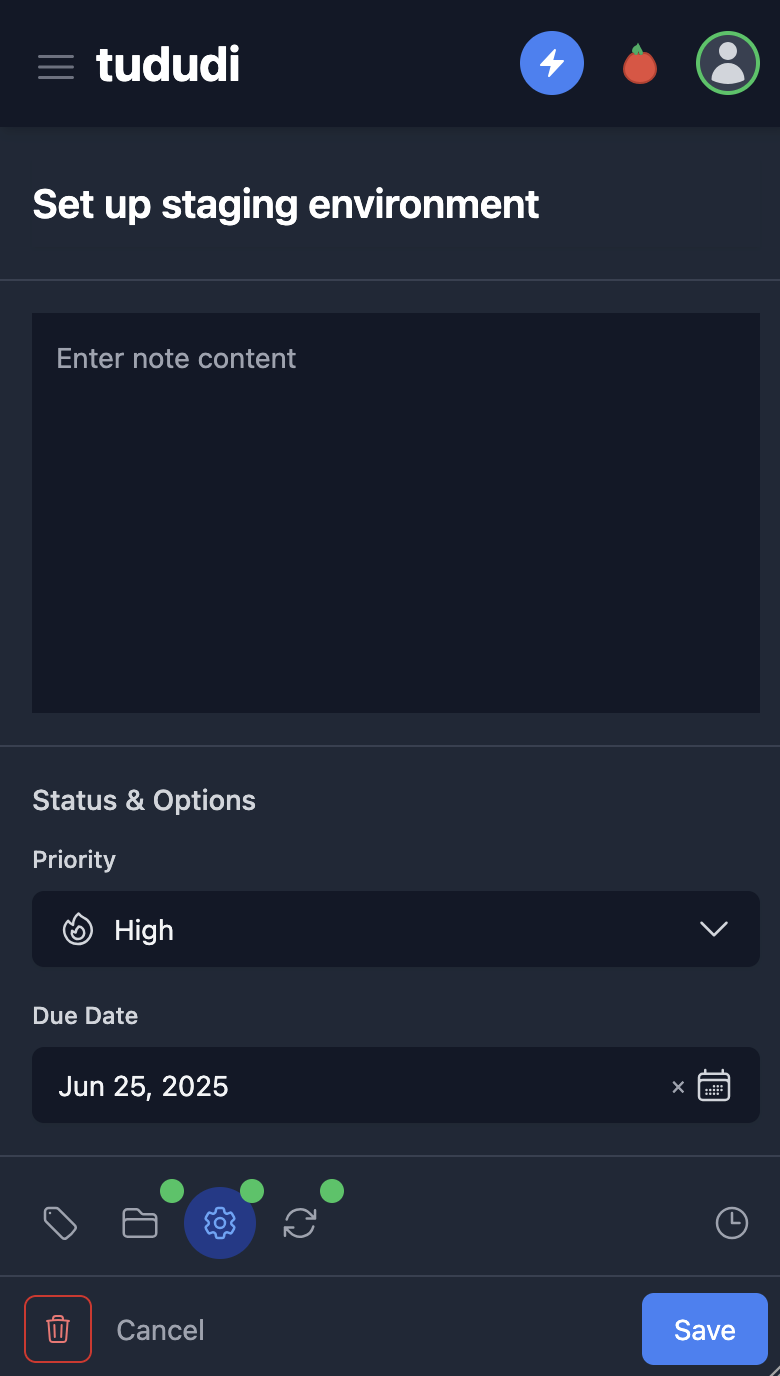 tududi
Set up staging environment
Enter note content
Status & Options
Priority
High
Due Date
Jun 25, 2025
Cancel
Save